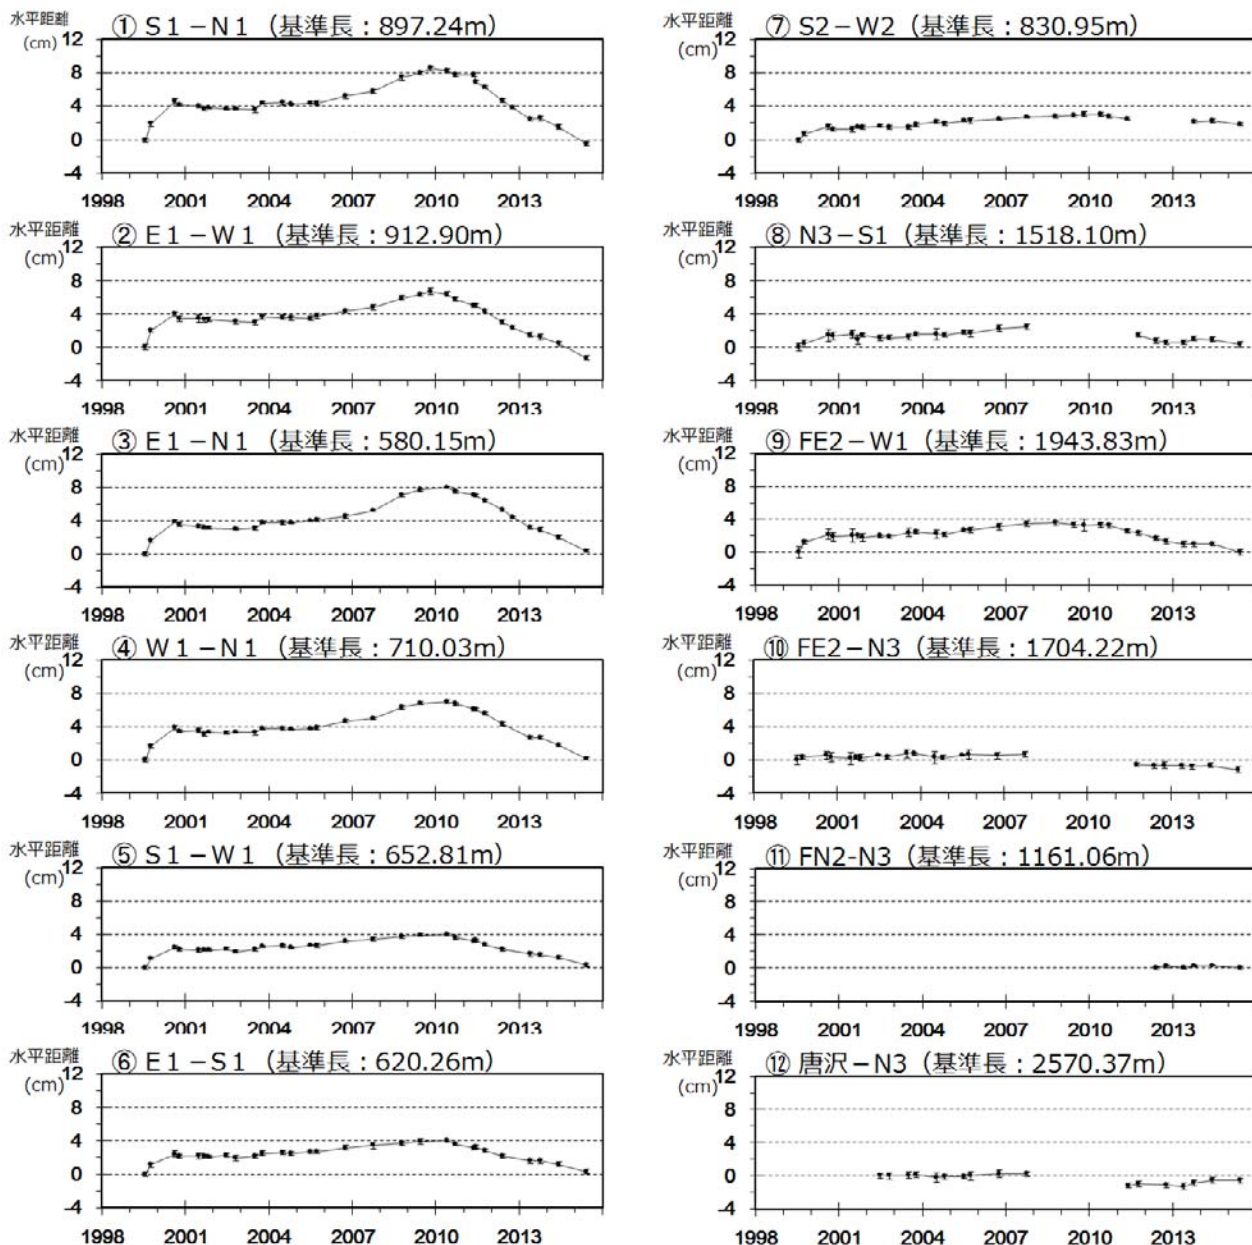 水平距離
(cm)
① S1－N1（基準長：897.24m）
12
8
4
0
-4
1998 2001 2004 2007 2010 2013
水平距離
(cm)
② E1－W1（基準長：912.90m）
12
8
4
0
-4
1998 2001 2004 2007 2010 2013
水平距離
(cm)
③ E1－N1（基準長：580.15m）
12
8
4
0
-4
1998 2001 2004 2007 2010 2013
水平距離
(cm)
④ W1－N1（基準長：710.03m）
12
8
4
0
-4
1998 2001 2004 2007 2010 2013
水平距離
(cm)
⑤ S1－W1（基準長：652.81m）
12
8
4
0
-4
1998 2001 2004 2007 2010 2013
水平距離
(cm)
⑥ E1－S1（基準長：620.26m）
12
8
4
0
-4
1998 2001 2004 2007 2010 2013
水平距離
(cm)
⑦ S2－W2（基準長：830.95m）
12
8
4
0
-4
1998 2001 2004 2007 2010 2013
水平距離
(cm)
⑧ N3－S1（基準長：1518.10m）
12
8
4
0
-4
1998 2001 2004 2007 2010 2013
水平距離
(cm)
⑨ FE2－W1（基準長：1943.83m）
12
8
4
0
-4
1998 2001 2004 2007 2010 2013
水平距離
(cm)
⑩ FE2－N3（基準長：1704.22m）
12
8
4
0
-4
1998 2001 2004 2007 2010 2013
水平距離
(cm)
⑪ FN2-N3（基準長：1161.06m）
12
8
4
0
-4
1998 2001 2004 2007 2010 2013
水平距離
(cm)
⑫ 唐沢－N3（基準長：2570.37m）
12
8
4
0
-4
1998 2001 2004 2007 2010 2013